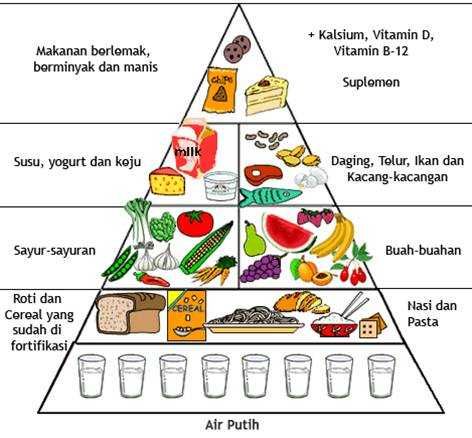 Makanan berlemak,
berminyak dan manis
+ Kalsium, Vitamin D,
Vitamin B-12
Suplemen
chips
Susu, yogurt dan keju
milk
Daging, Telur, Ikan dan
Kacang-kacangan
Sayur-sayuran
Buah-buahan
Roti dan
Cereal yang
sudah di
fortifikasi
CEREAL
Nasi dan
Pasta
Air Putih